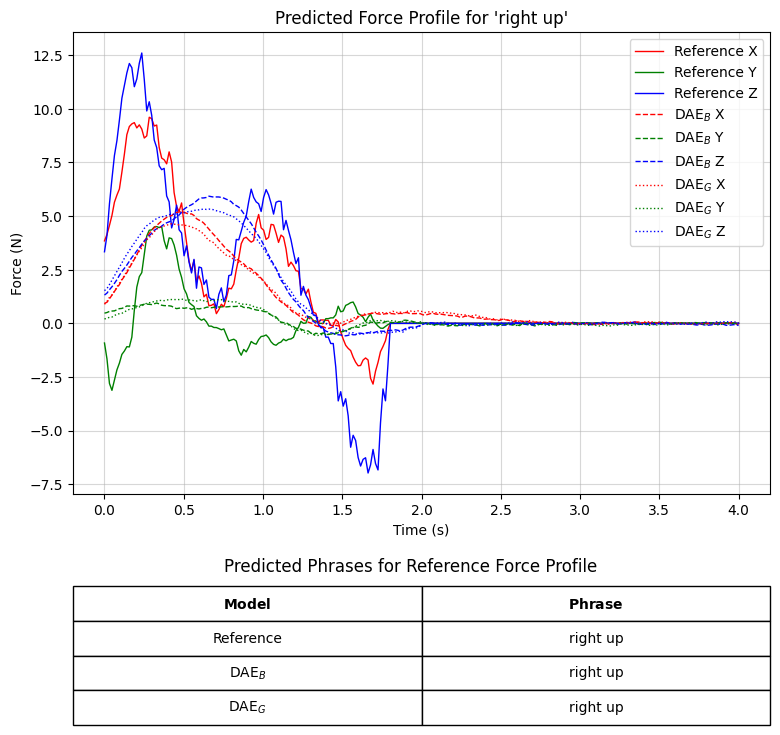 Predicted Force Profile for 'right up'
Force (N)
12.5
10.0
7.5
5.0
2.5
0.0
−2.5
−5.0
−7.5
Reference X
Reference Y
Reference Z
DAE_B X
DAE_B Y
DAE_B Z
DAE_G X
DAE_G Y
DAE_G Z
0.0 0.5 1.0 1.5 2.0 2.5 3.0 3.5 4.0
Time (s)
Predicted Phrases for Reference Force Profile
Model Phrase
Reference right up
DAE_B right up
DAE_G right up